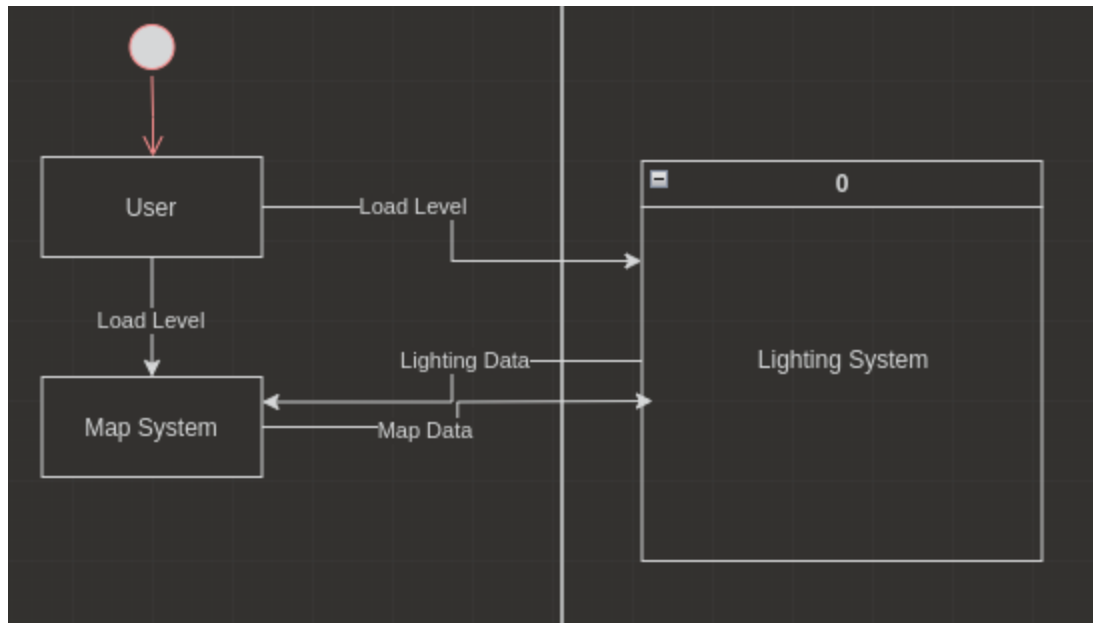 0
User
Load Level
Load Level
Lighting Data
Lighting System
Map System
Map Data